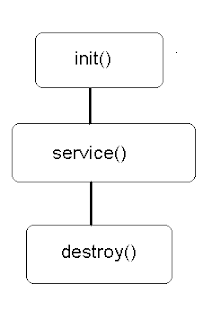 init()
service()
destroy()